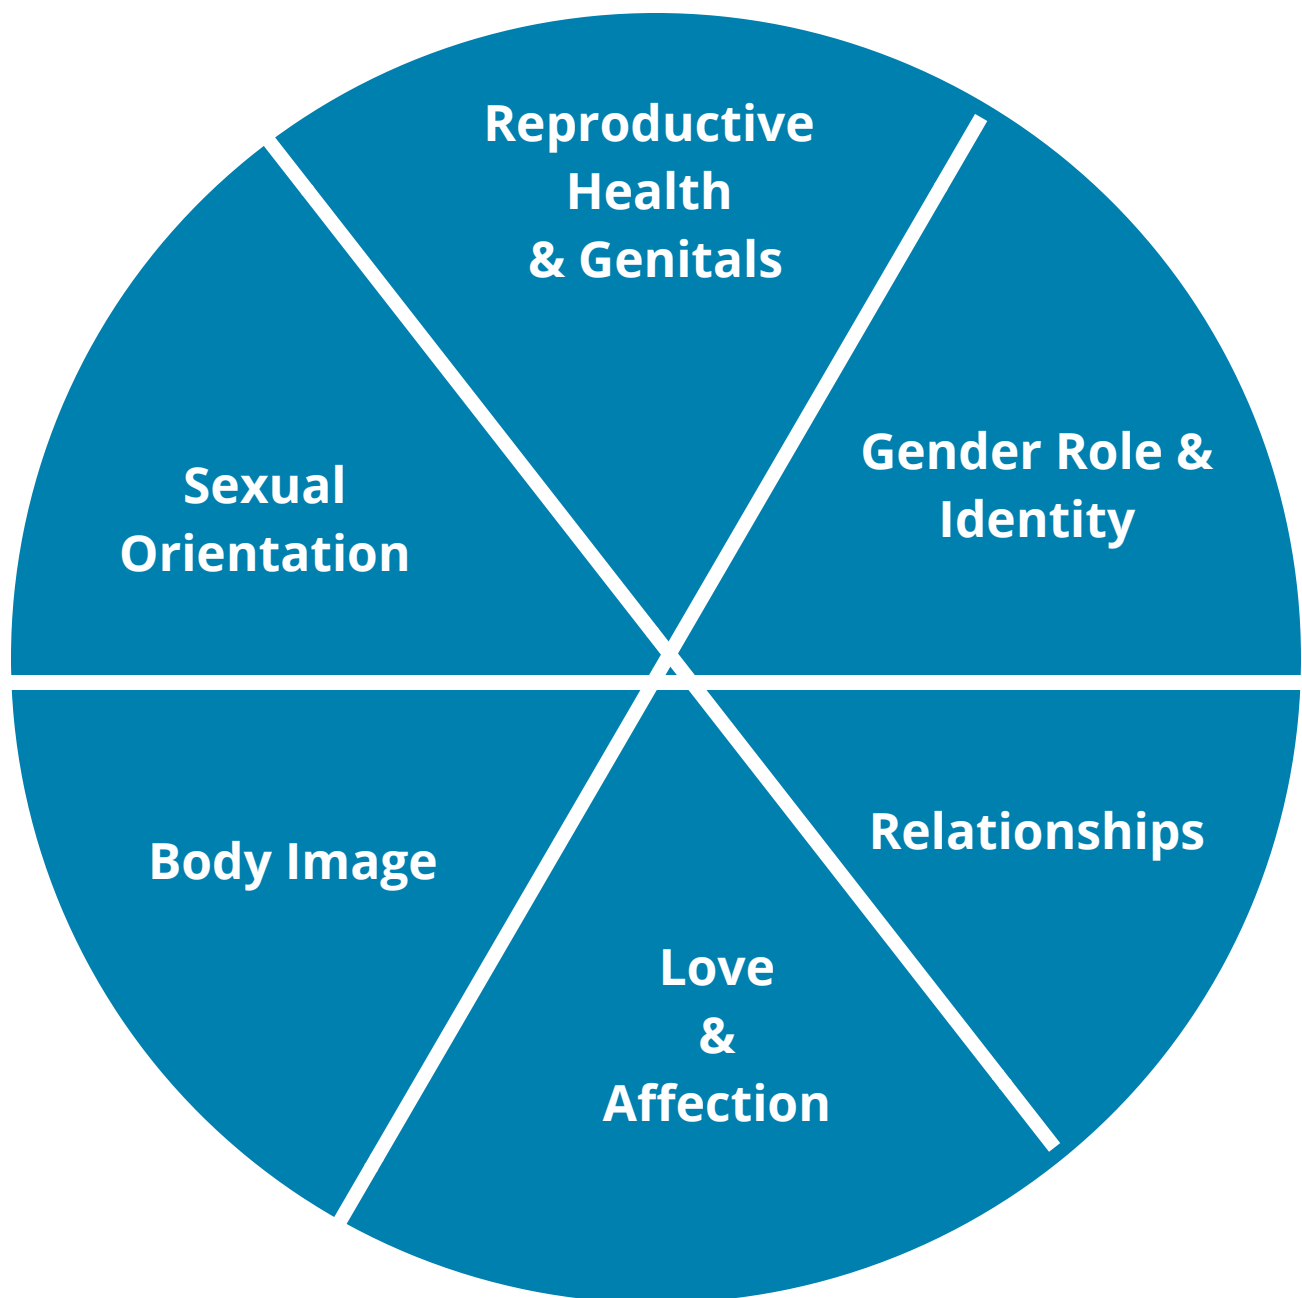 Reproductive
Health
& Genitals
Gender Role &
Identity
Sexual
Orientation
Relationships
Body Image
Love
&
Affection